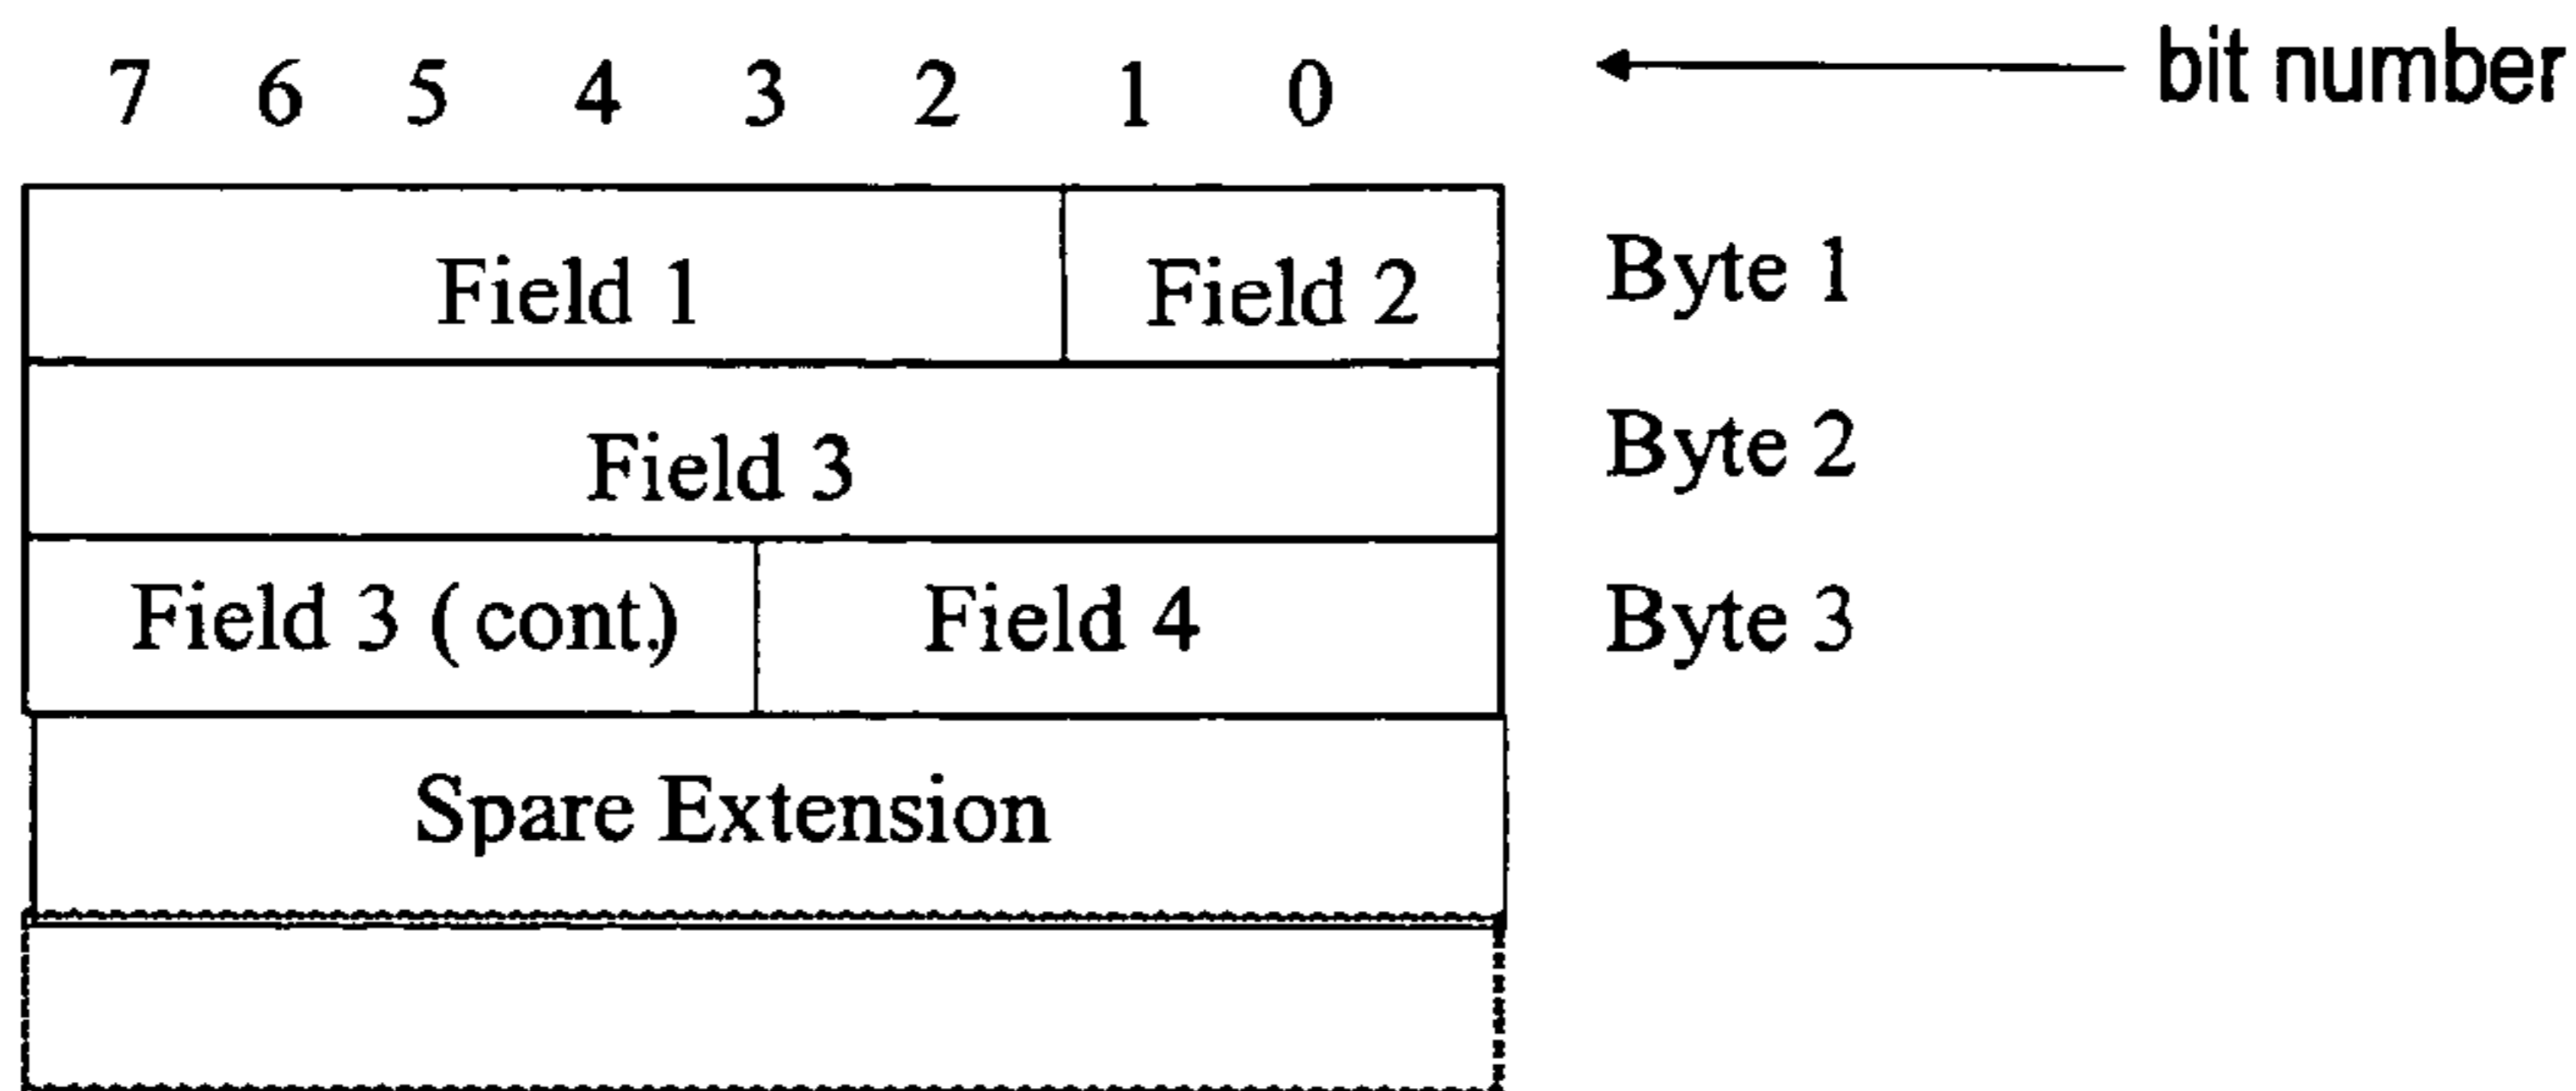 7 6 5 4 3 2 1 0 bit number
Field 1 Field 2 Byte 1
Field 3 Byte 2
Field 3 (cont.) Field 4 Byte 3
Spare Extension